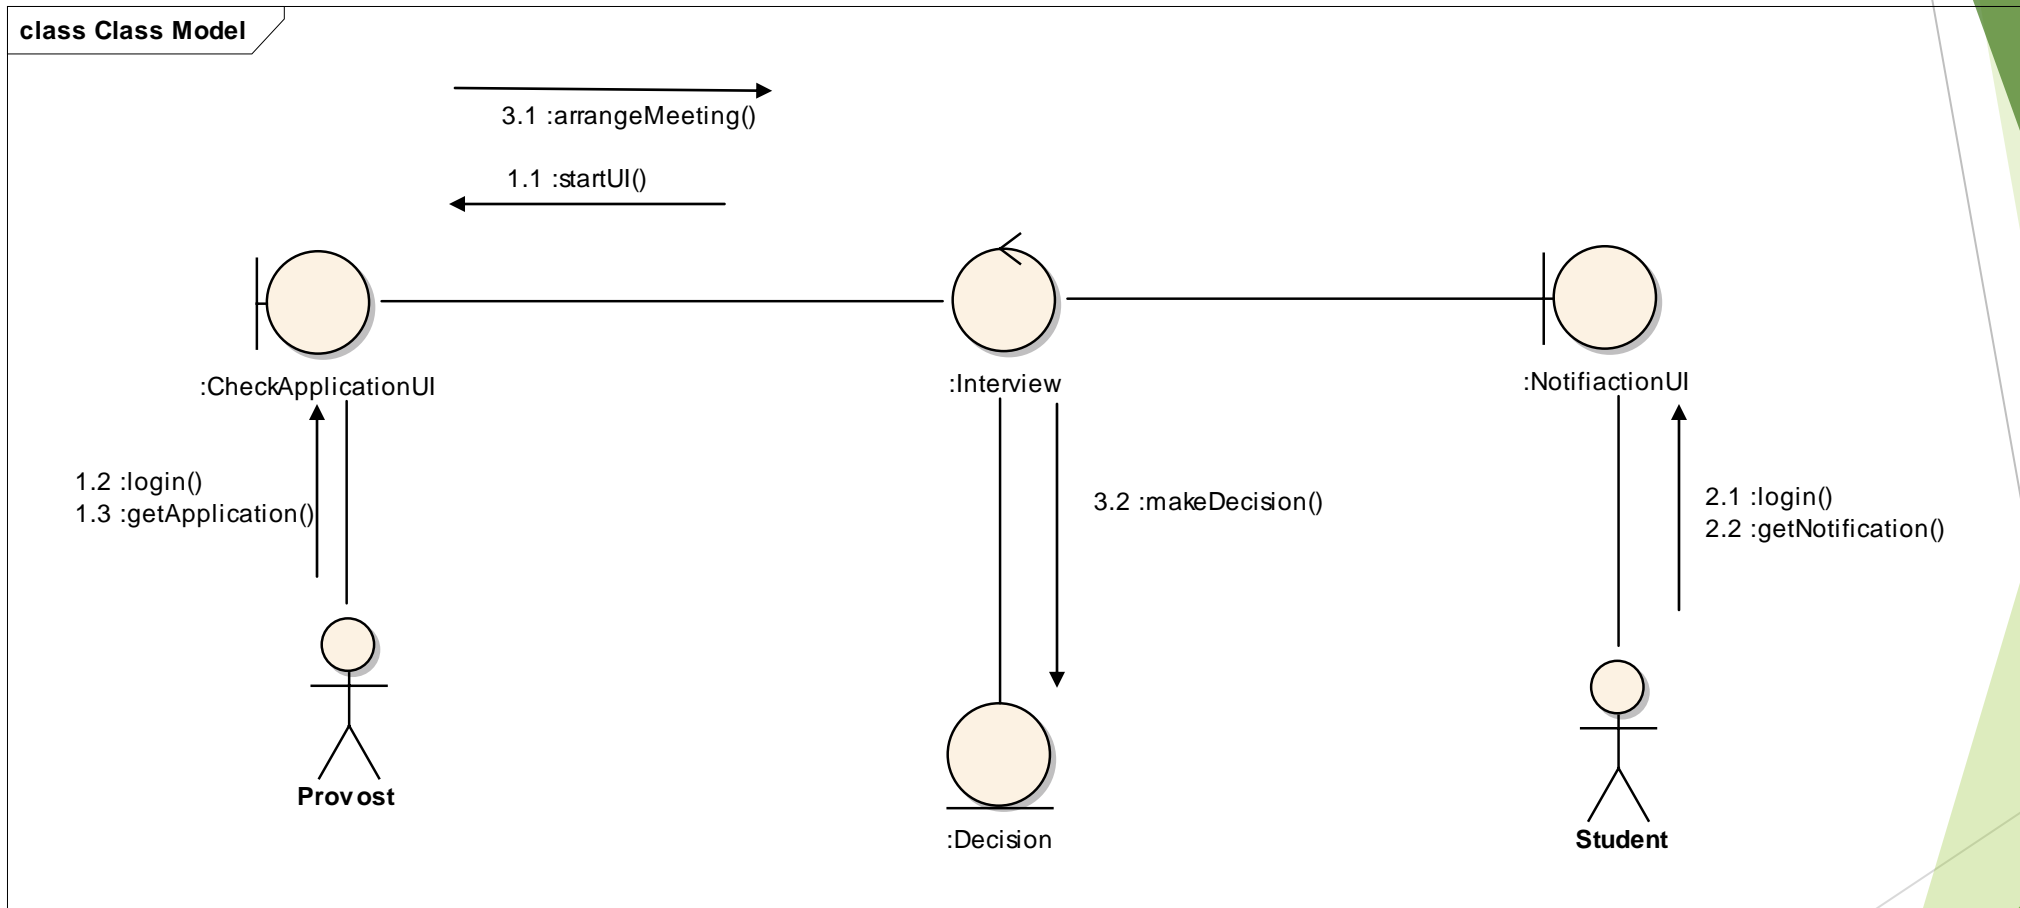 class Class Model
3.1 :arrangeMeeting()
1.1 :startUI()
:CheckApplicationUI
:Interview
:NotifiactionUI
1.2 :login()
1.3 :getApplication()
3.2 :makeDecision()
2.1 :login()
2.2 :getNotification()
Provost
:Decision
Student